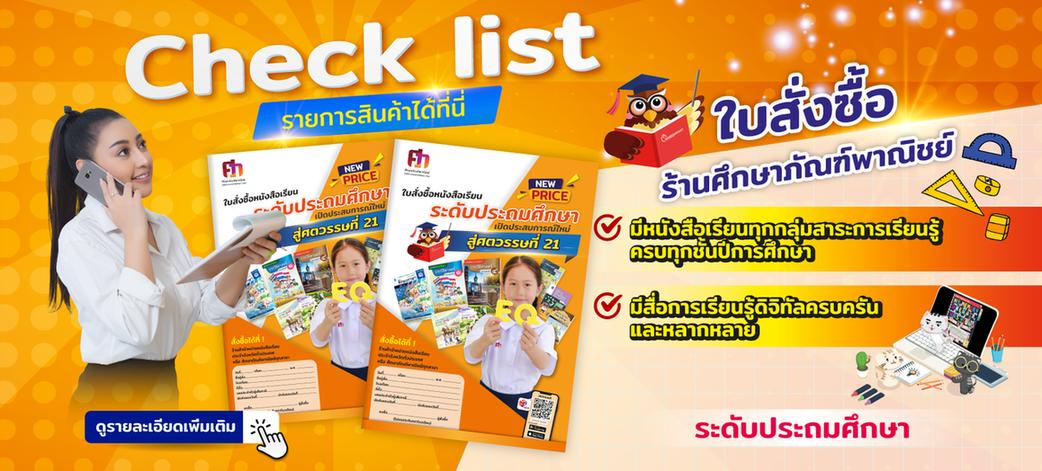 Check list
รายการสินค้าได้ที่นี่
ศภ
NEW
PRICE
ใบสั่งซื้อหนังสือเรียน
ระดับประถมศึกษา
เปิดประสบการณ์ใหม่
สู่ศตวรรษที่ 21
EQ
สั่งซื้อได้ที่ !
ศภ
NEW
PRICE
ใบสั่งซื้อหนังสือเรียน
ระดับประถมศึกษา
เปิดประสบการณ์ใหม่
สู่ศตวรรษที่ 21
EQ
สั่งซื้อได้ที่ !
ดูรายละเอียดเพิ่มเติม
ใบสั่งซื้อ
ร้านศึกษาภัณฑ์พาณิชย์
มีหนังสือเรียนทุกกลุ่มสาระการเรียนรู้
ครบทุกชั้นปีการศึกษา
มีสื่อการเรียนรู้ดิจิทัลครบครัน
และหลากหลาย
ระดับประถมศึกษา